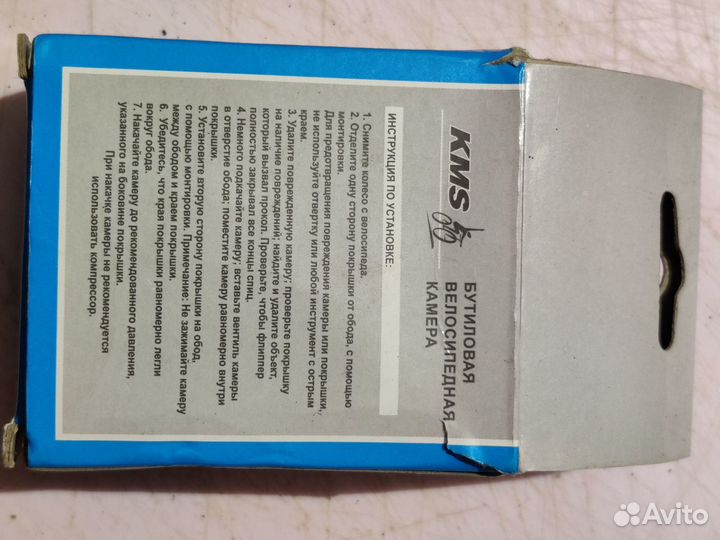 KMS
БУТИЛОВАЯ
ВЕЛОСИПЕДНАЯ
КАМЕРА
ИНСТРУКЦИЯ ПО УСТАНОВКЕ:
1. Снимите колесо с велосипеда.
2. Отделите одну сторону покрышки от обода, с помощью
монтировки.
Для предотвращения повреждения камеры или покрышки,
не используйте отвертку или любой инструмент с острым
краем.
3. Удалите поврежденную камеру; проверьте покрышку
на наличие повреждений; найдите и удалите объект,
который вызвал прокол. Проверьте, чтобы флиппер
полностью закрывал все концы спиц.
4. Немного подкачайте камеру; вставьте вентиль камеры
в отверстие обода; поместите камеру равномерно внутри
покрышки.
5. Установите вторую сторону покрышки на обод,
с помощью монтировки. Примечание: Не зажимайте камеру
между ободом и краем покрышки.
6. Убедитесь, что края покрышки равномерно легли
вокруг обода.
7. Накачайте камеру до рекомендованного давления,
указанного на боковине покрышки.
При накачке камеры не рекомендуется
использовать компрессор.
Avito